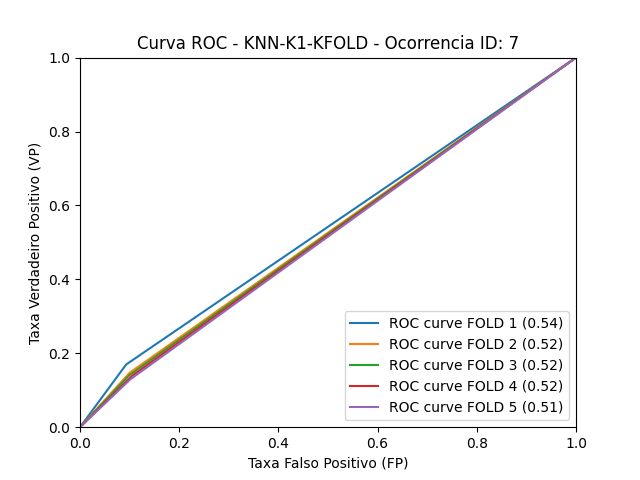 Curva ROC - KNN-K1-KFOLD - Ocorrencia ID: 7
1.0
0.8
0.6
0.4
0.2
0.0
Taxa Verdadeiro Positivo (VP)
ROC curve FOLD 1 (0.54)
ROC curve FOLD 2 (0.52)
ROC curve FOLD 3 (0.52)
ROC curve FOLD 4 (0.52)
ROC curve FOLD 5 (0.51)
0.0 0.2 0.4 0.6 0.8 1.0
Taxa Falso Positivo (FP)